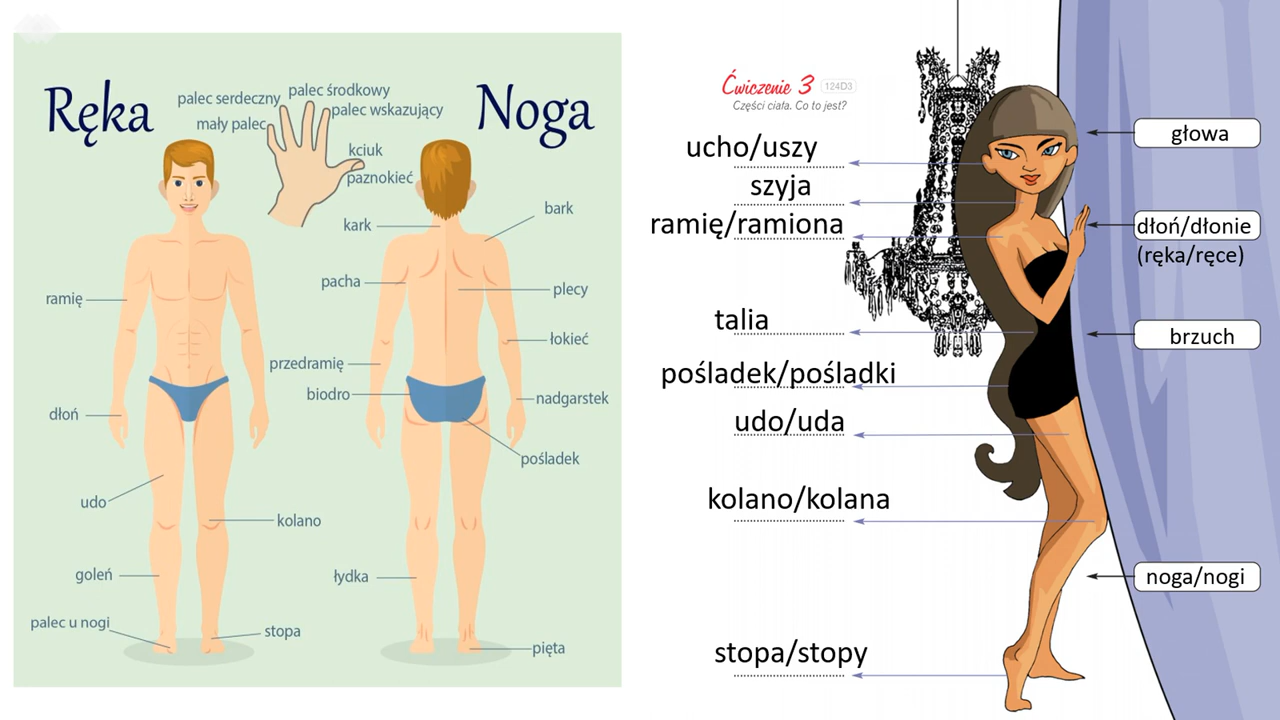 Ręka
Noga
palec serdeczny
palec środkowy
mały palec
palec wskazujący
kciuk
paznokieć
kark
bark
pacha
plecy
ramię
łokieć
przedramię
biodro
nadgarstek
dłoń
pośladek
udo
kolano
goleń
łydka
palec u nogi
stopa
pięta
Ćwiczenie 3 124D3
Części ciała. Co to jest?
ucho/uszy
szyja
ramię/ramiona
talia
pośladek/pośladki
udo/uda
kolano/kolana
stopa/stopy
głowa
dłoń/dłonie
(ręka/ręce)
brzuch
noga/nogi